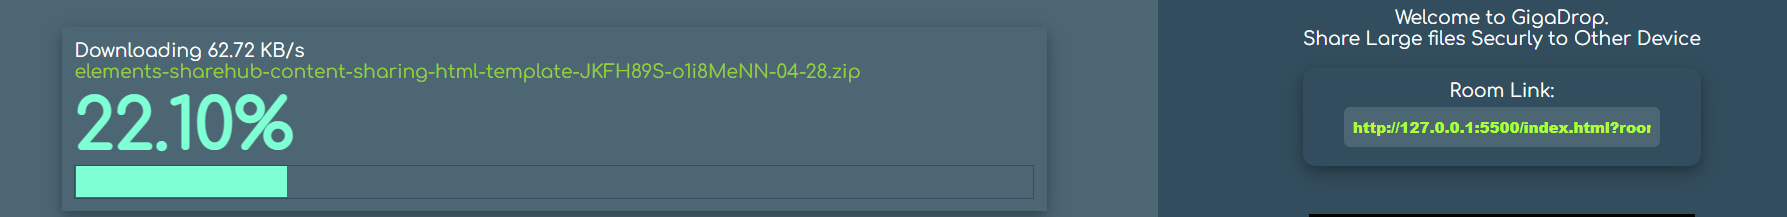 Downloading 62.72 KB/s
elements-sharehub-content-sharing-html-template-JKFH89S-o1i8MeNN-04-28.zip
22.10%
Welcome to GigaDrop.
Share Large files Securly to Other Device
Room Link:
http://127.0.0.1:5500/index.html?roo